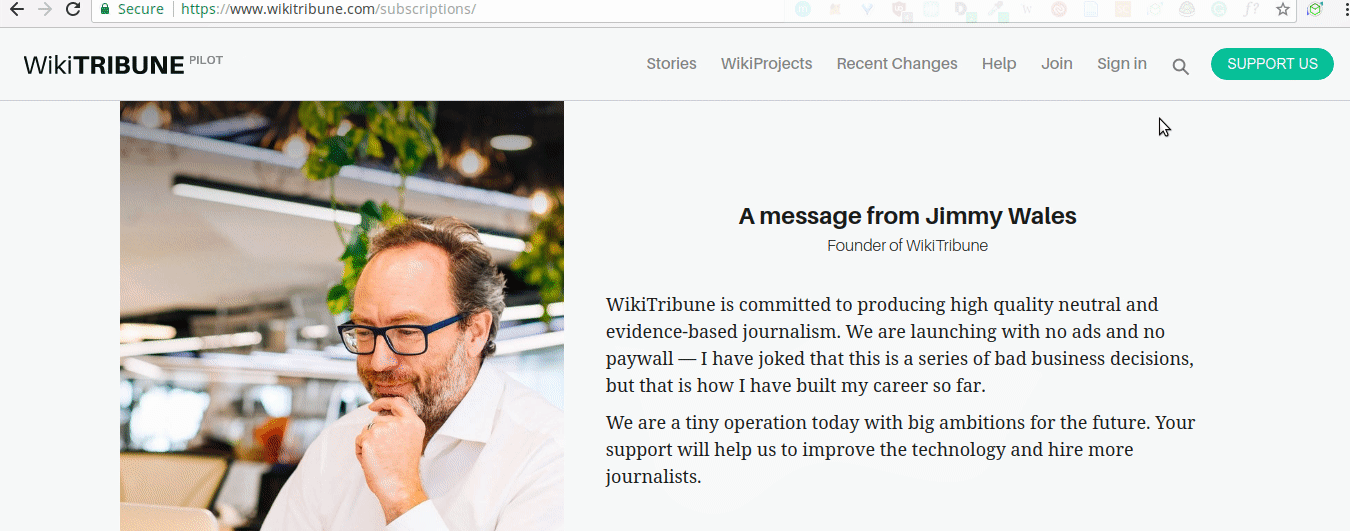 Secure https://www.wikitribune.com/subscriptions/
WikiTRIBUNE PILOT
Stories WikiProjects Recent Changes Help Join Sign in SUPPORT US
A message from Jimmy Wales
Founder of WikiTribune
WikiTribune is committed to producing high quality neutral and
evidence-based journalism. We are launching with no ads and no
paywall — I have joked that this is a series of bad business decisions,
but that is how I have built my career so far.
We are a tiny operation today with big ambitions for the future. Your
support will help us to improve the technology and hire more
journalists.